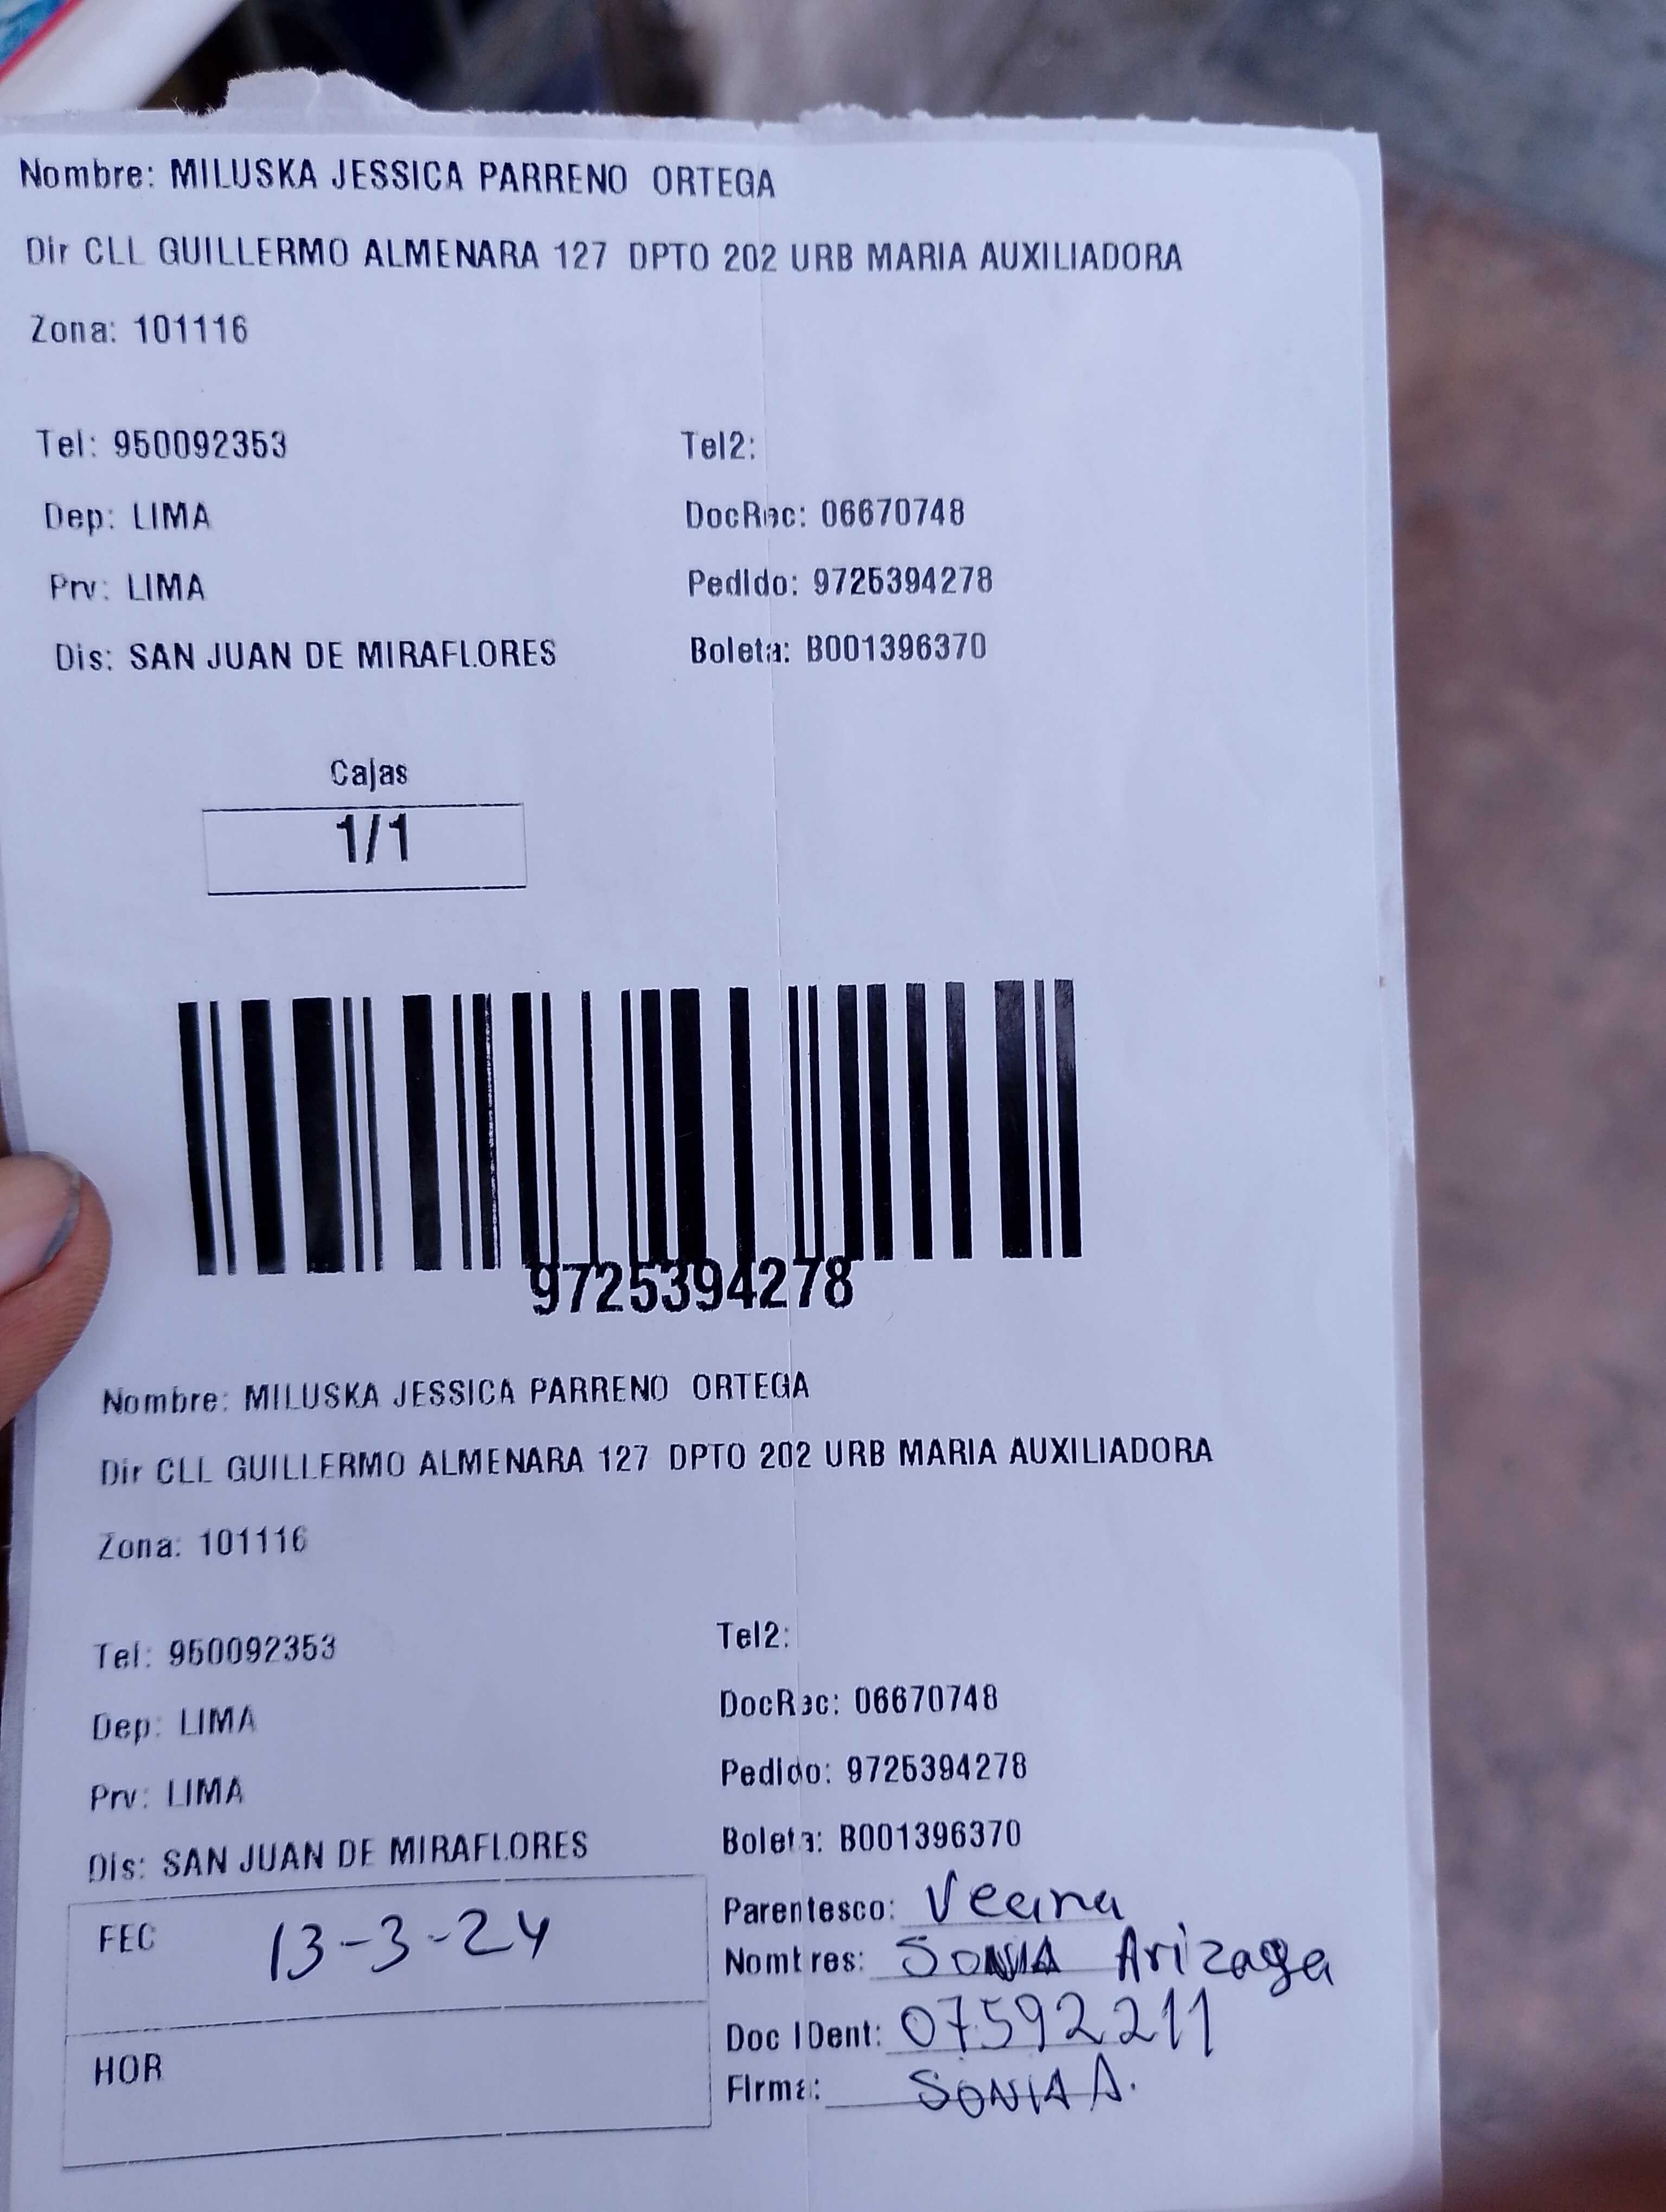 Nombre: MILUSKA JESSICA PARRENO ORTEGA
Dir CLL GUILLERMO ALMENARA 127 DPTO 202 URB MARIA AUXILIADORA
Zona: 101116
Tel: 950092353 Tel2:
Dep: LIMA DocRec: 06670748
Prv: LIMA Pedido: 9725394278
Dis: SAN JUAN DE MIRAFLORES Boleta: B001396370
Cajas
1/1
9725394278
Nombre: MILUSKA JESSICA PARRENO ORTEGA
Dir CLL GUILLERMO ALMENARA 127 DPTO 202 URB MARIA AUXILIADORA
Zona: 101116
Tel: 950092353 Tel2:
Dep: LIMA DocRec: 06670748
Prv: LIMA Pedido: 9725394278
Dis: SAN JUAN DE MIRAFLORES Boleta: B001396370
FEC 13-3-24
HOR
Parentesco: Vecina
Nombres: SONIA Arizaga
Doc IDent: 07592211
Firma: SONIA A.